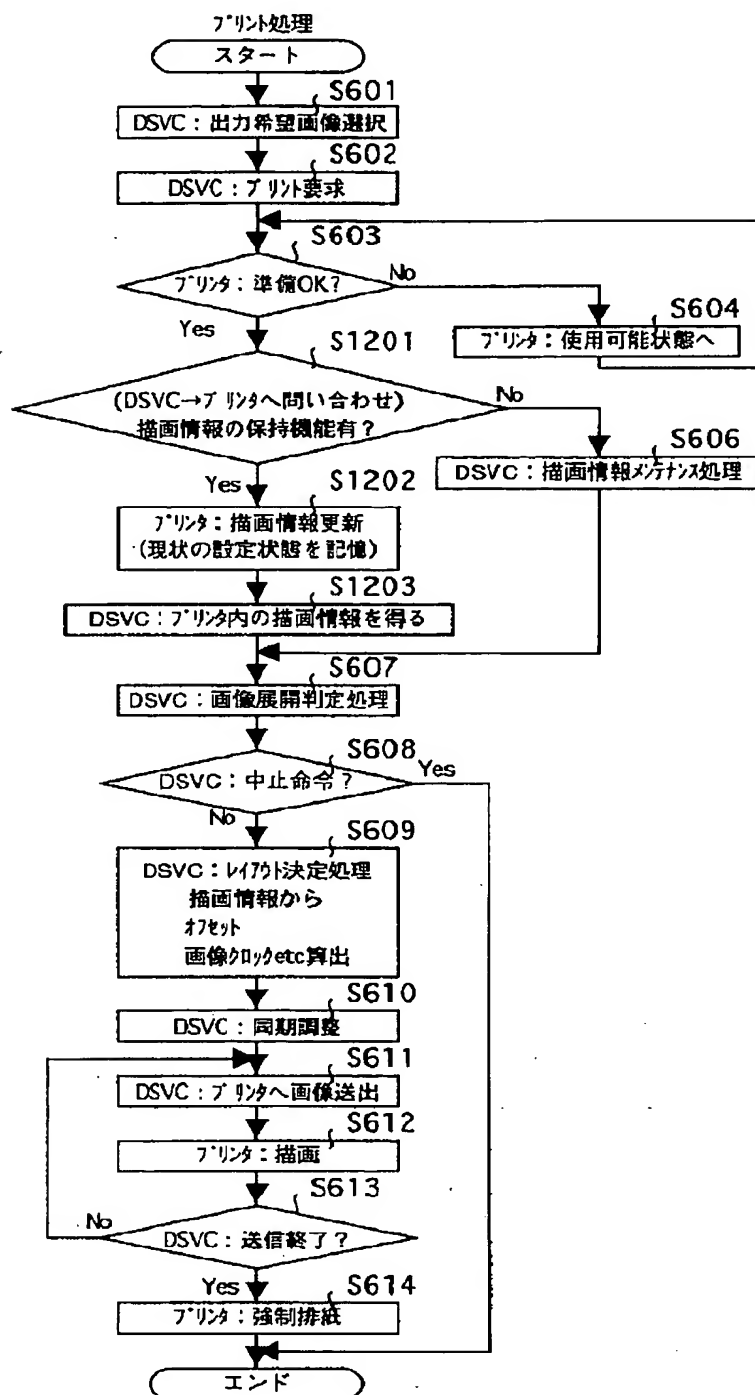 プリント処理
スタート
S601
DSVC：出力希望画像選択
S602
DSVC：プリント要求
S603
プリンタ：準備OK？
No
Yes
S604
プリンタ：使用可能状態へ
S1201
(DSVC→プリンタへ問い合わせ)
描画情報の保持機能有？
No
Yes
S606
DSVC：描画情報メンテナンス処理
S1202
プリンタ：描画情報更新
(現状の設定状態を記憶)
S1203
DSVC：プリンタ内の描画情報を得る
S607
DSVC：画像展開判定処理
S608
DSVC：中止命令？
Yes
No
S609
DSVC：レイアウト決定処理
描画情報から
オフセット
画像クロックetc算出
S610
DSVC：同期調整
S611
DSVC：プリンタへ画像送出
S612
プリンタ：描画
S613
No
DSVC：送信終了？
Yes
S614
プリンタ：強制排紙
エンド